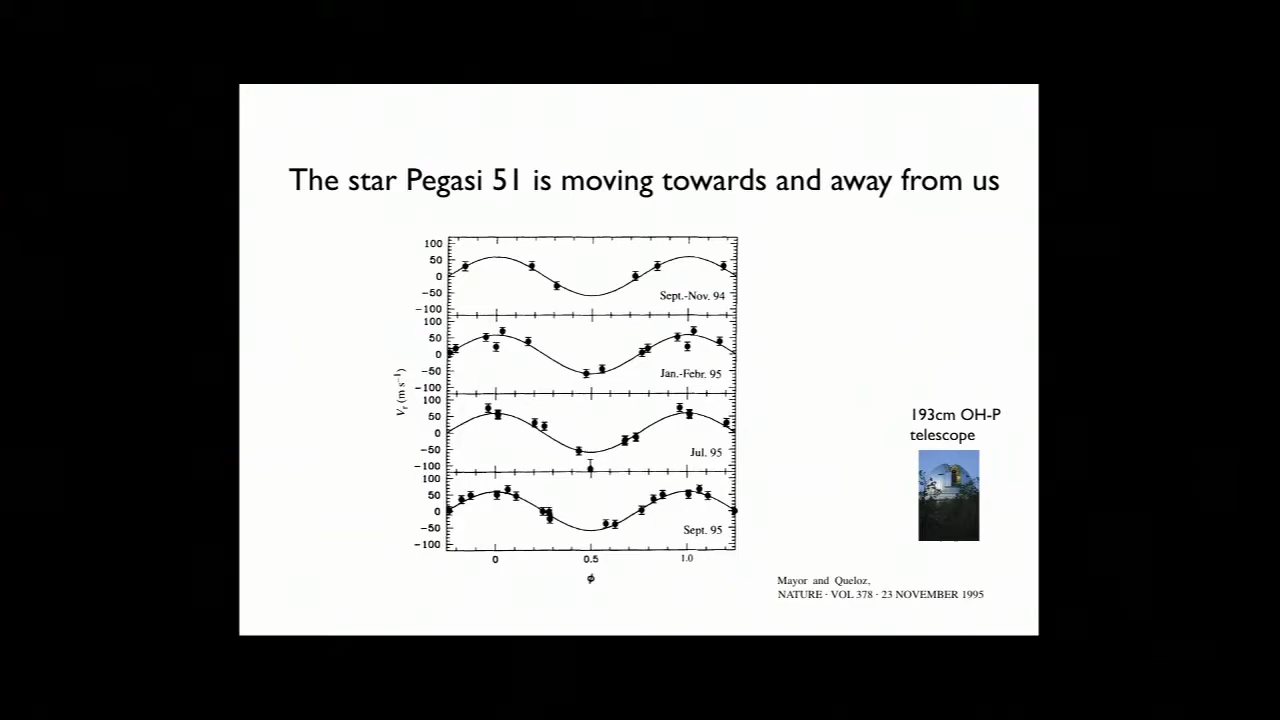 The star Pegasi 51 is moving towards and away from us
100
50
0
−50
−100
Sept.-Nov. 94
100
50
0
−50
−100
Jan.-Febr. 95
Vr (m s−1)
100
50
0
−50
−100
Jul. 95
100
50
0
−50
−100
Sept. 95
0 0.5 1.0
ϕ
193cm OH-P
telescope
Mayor and Queloz,
NATURE · VOL 378 · 23 NOVEMBER 1995